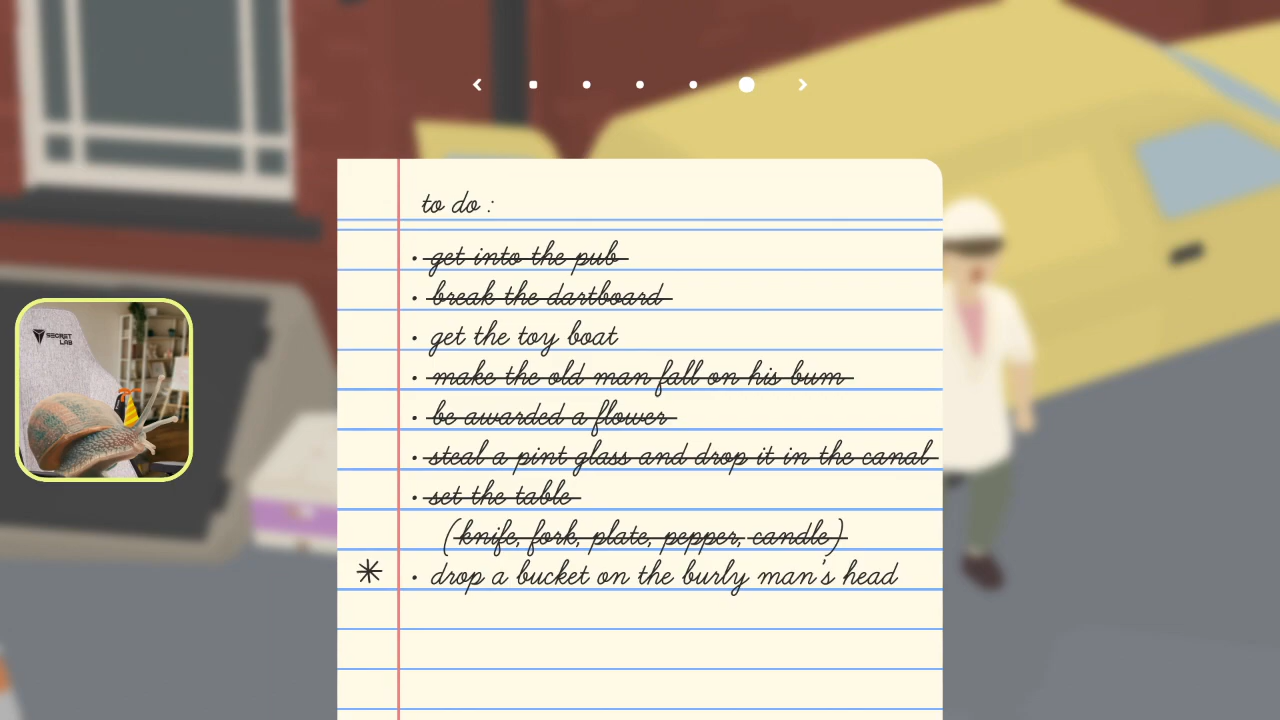 to do :
• get into the pub
• break the dartboard
• get the toy boat
• make the old man fall on his bum
• be awarded a flower
• steal a pint glass and drop it in the canal
• set the table
(knife, fork, plate, pepper, candle)
• drop a bucket on the burly man's head
SECRET
LAB